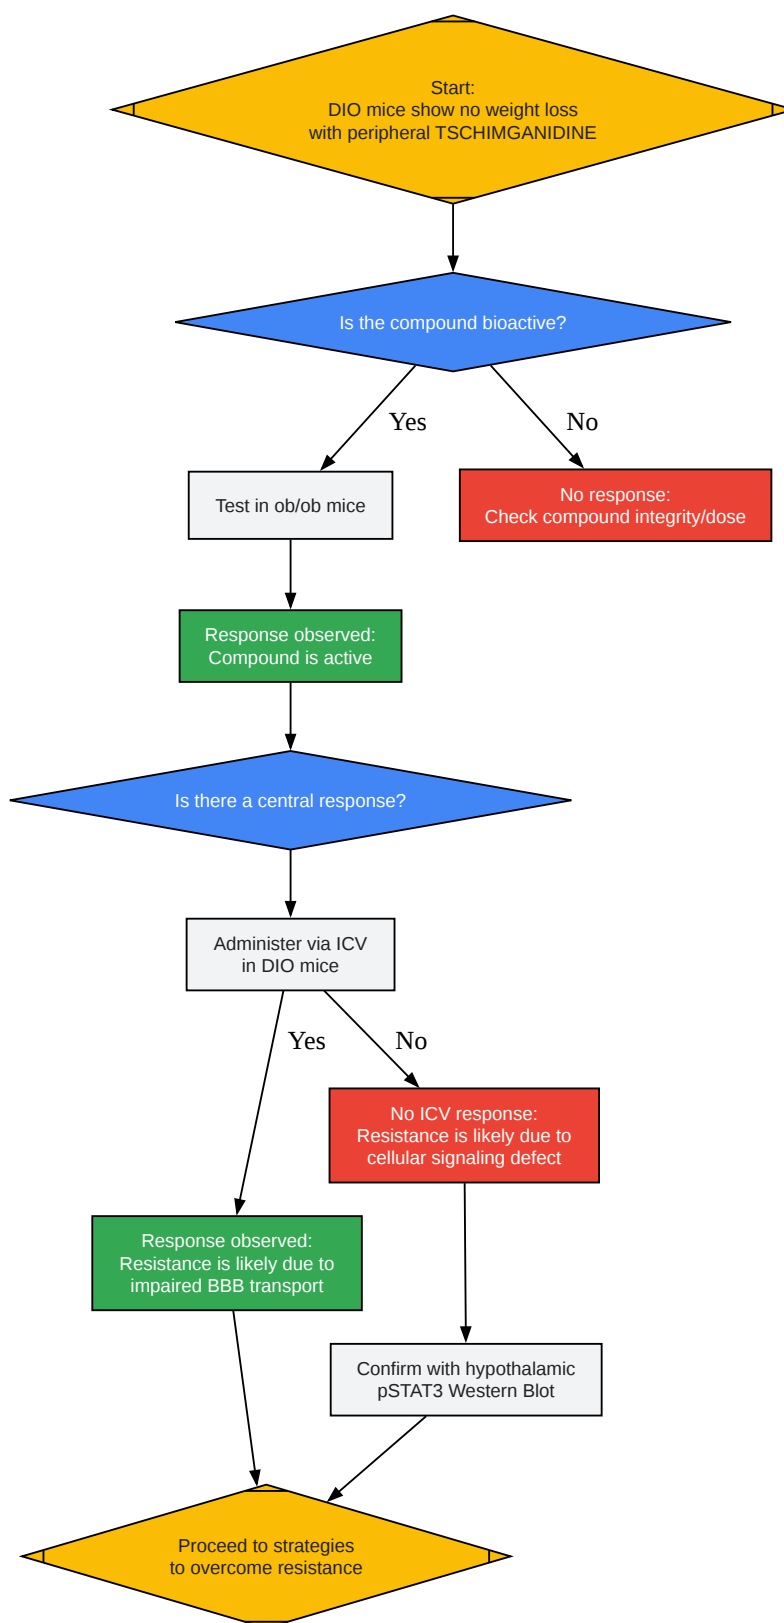 Start:
DIO mice show no weight loss
with peripheral TSCHIMGANIDINE
Is the compound bioactive?
Yes
No
Test in ob/ob mice
No response:
Check compound integrity/dose
Response observed:
Compound is active
Is there a central response?
Administer via ICV
in DIO mice
Yes
No
No ICV response:
Resistance is likely due to
cellular signaling defect
Response observed:
Resistance is likely due to
impaired BBB transport
Confirm with hypothalamic
pSTAT3 Western Blot
Proceed to strategies
to overcome resistance